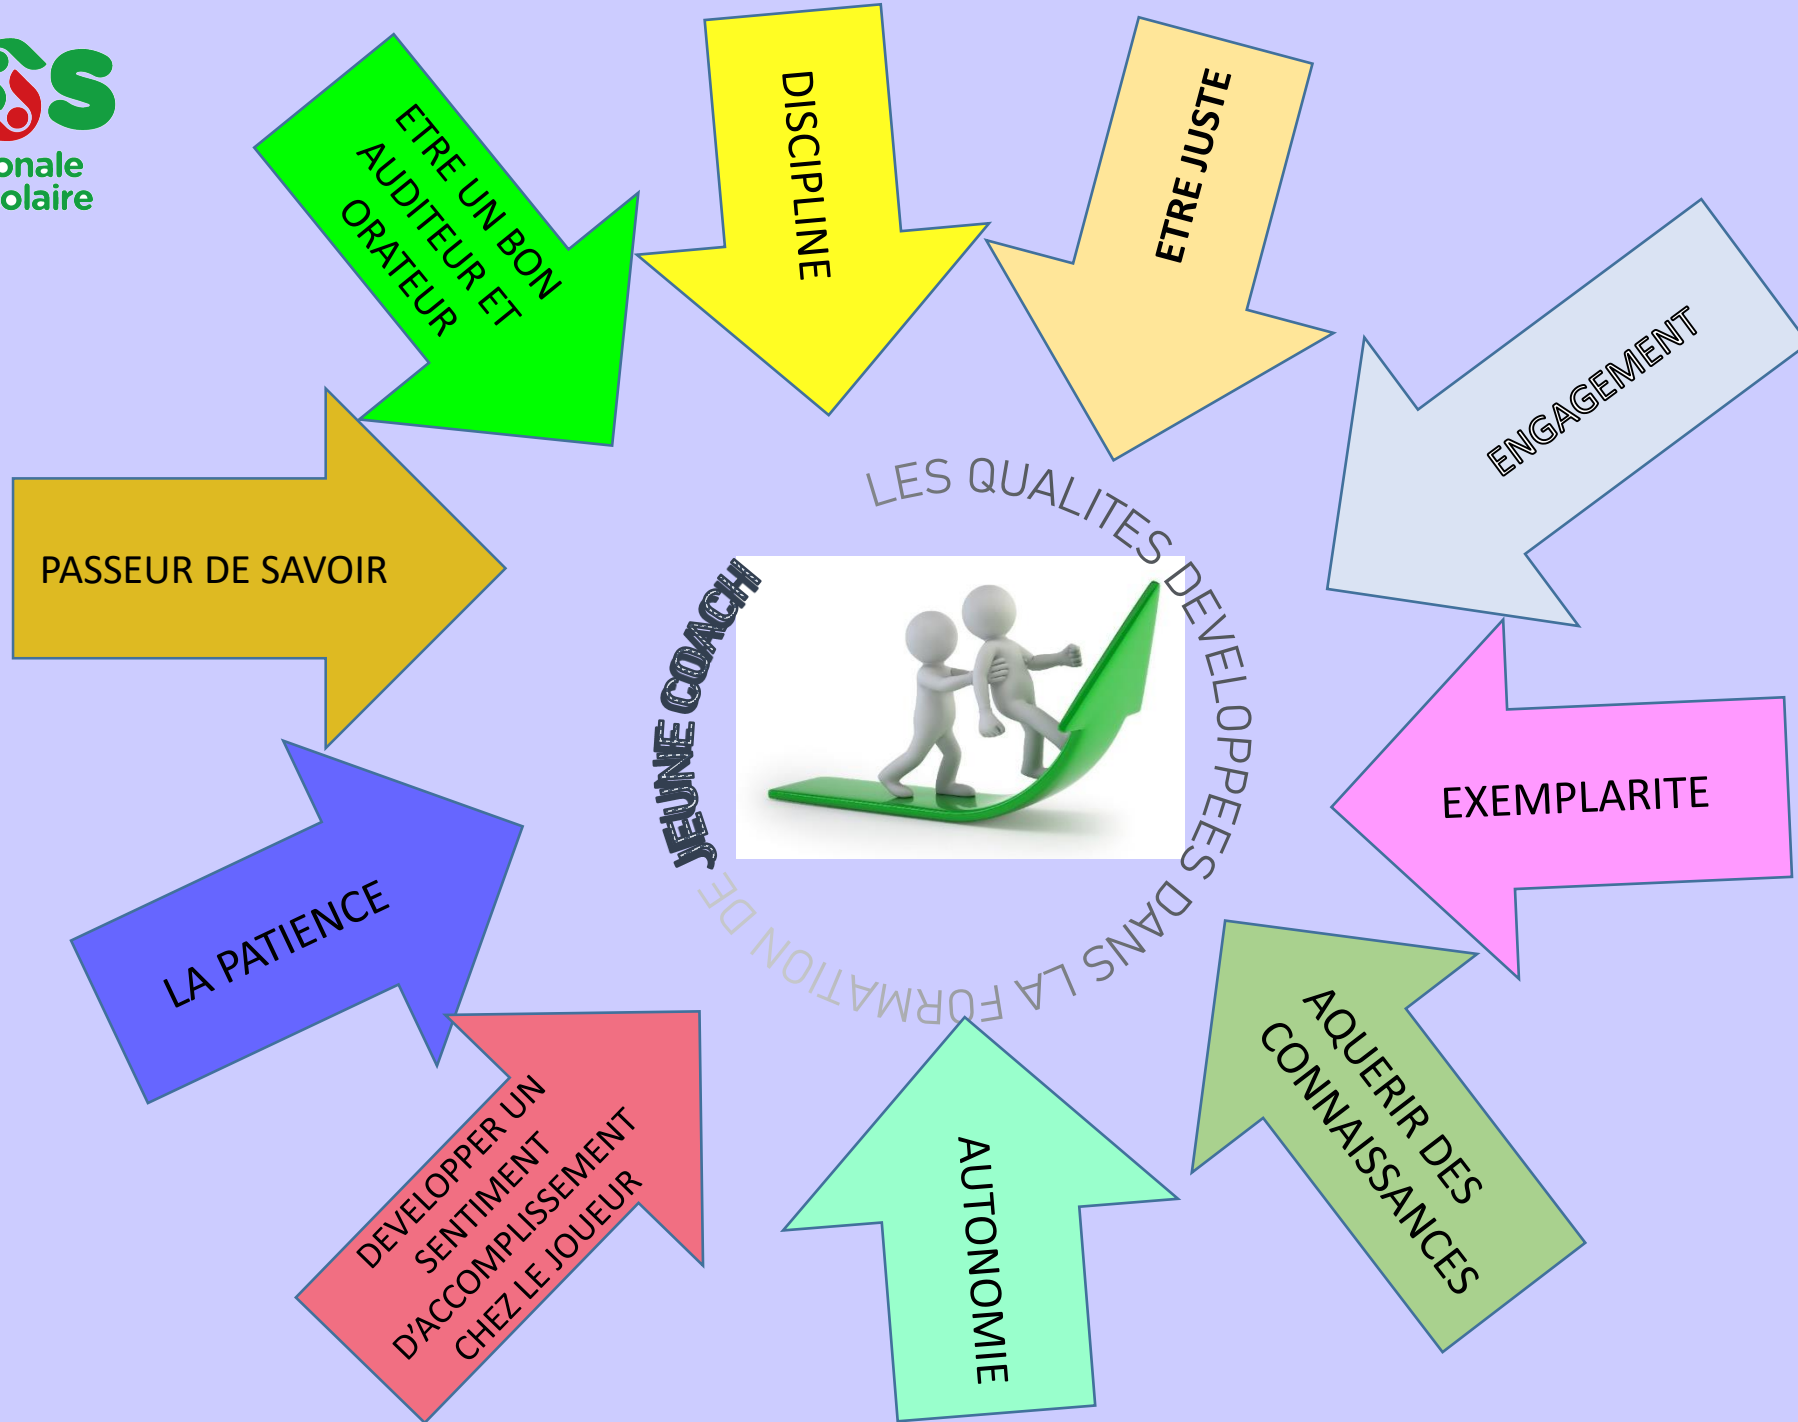 onale
olaire
ETRE UN BON
AUDITEUR ET
ORATEUR
DISCIPLINE
ETRE JUSTE
ENGAGEMENT
PASSEUR DE SAVOIR
LES QUALITES DEVELOPPEES DANS LA FORMATION DE JEUNE COACH
EXEMPLARITE
LA PATIENCE
AQUERIR DES
CONNAISSANCES
DEVELOPPER UN
SENTIMENT
D'ACCOMPLISSEMENT
CHEZ LE JOUEUR
AUTONOMIE